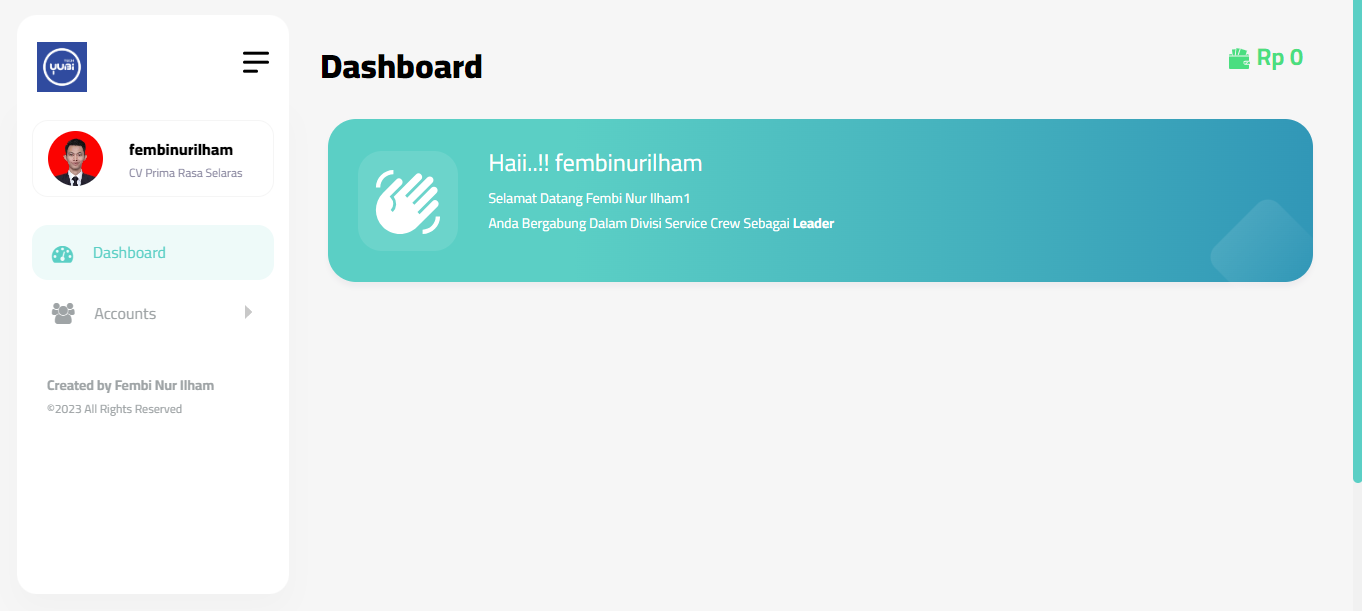 YUBI
Dashboard
Rp 0
fembinurilham
CV Prima Rasa Selaras
Haii..!! fembinurilham
Selamat Datang Fembi Nur Ilham1
Anda Bergabung Dalam Divisi Service Crew Sebagai Leader
Dashboard
Accounts
Created by Fembi Nur Ilham
©2023 All Rights Reserved